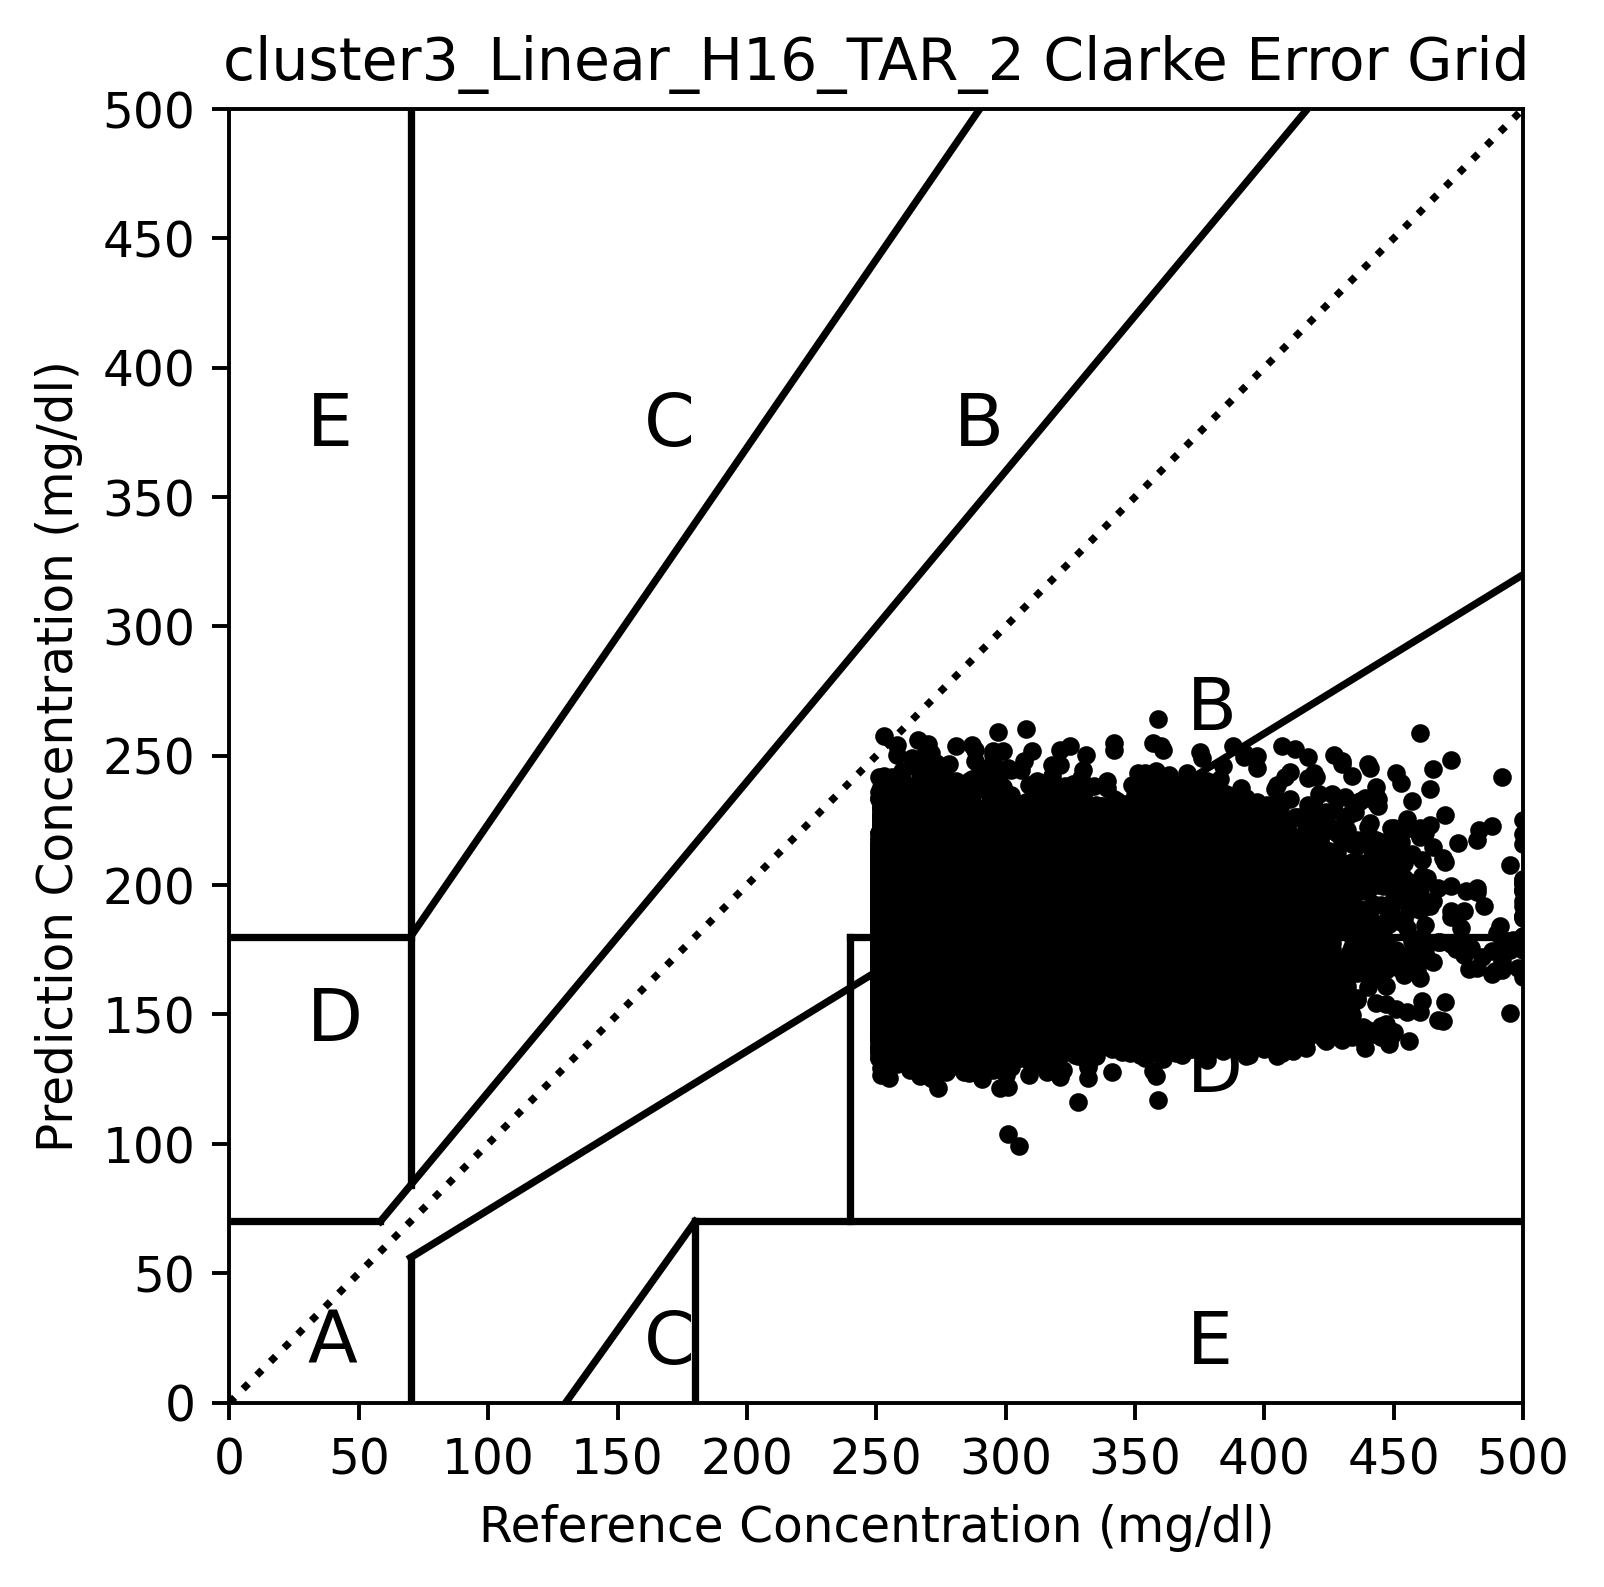 cluster3_Linear_H16_TAR_2 Clarke Error Grid
500
450
400
350
300
250
200
150
100
50
0
Prediction Concentration (mg/dl)
E
C
B
B
D
D
A
C
E
0
50
100
150
200
250
300
350
400
450
500
Reference Concentration (mg/dl)